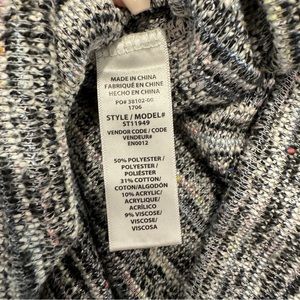 MADE IN CHINA
FABRIQUÉ EN CHINE
HECHO EN CHINA
PO# 38102-00
1706
STYLE / MODEL#
ST11949
VENDOR CODE / CODE
VENDEUR#
EN0012
50% POLYESTER /
POLYESTER /
POLIÉSTER
31% COTTON/
COTON/ALGODÓN
10% ACRYLIC/
ACRYLIQUE/
ACRÍLICO
9% VISCOSE/
VISCOSE/
VISCOSA